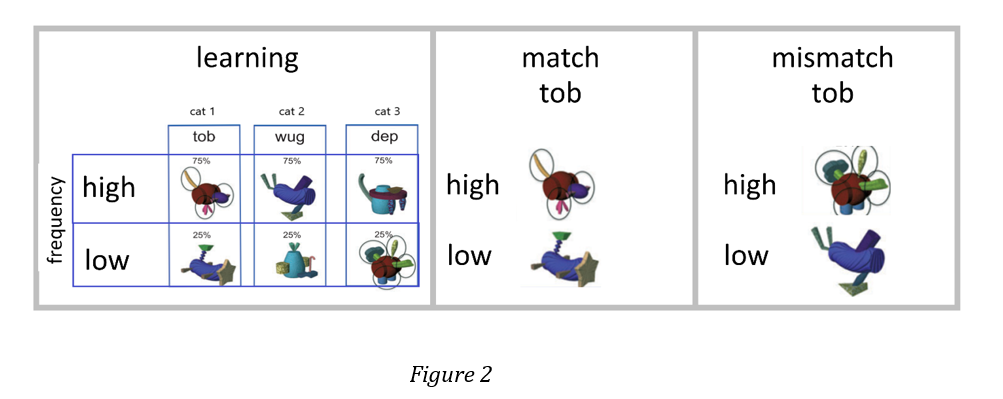 learning
cat 1 cat 2 cat 3
tob wug dep
75% 75% 75%
high
25% 25% 25%
low
frequency
match
tob
high
low
mismatch
tob
high
low
Figure 2